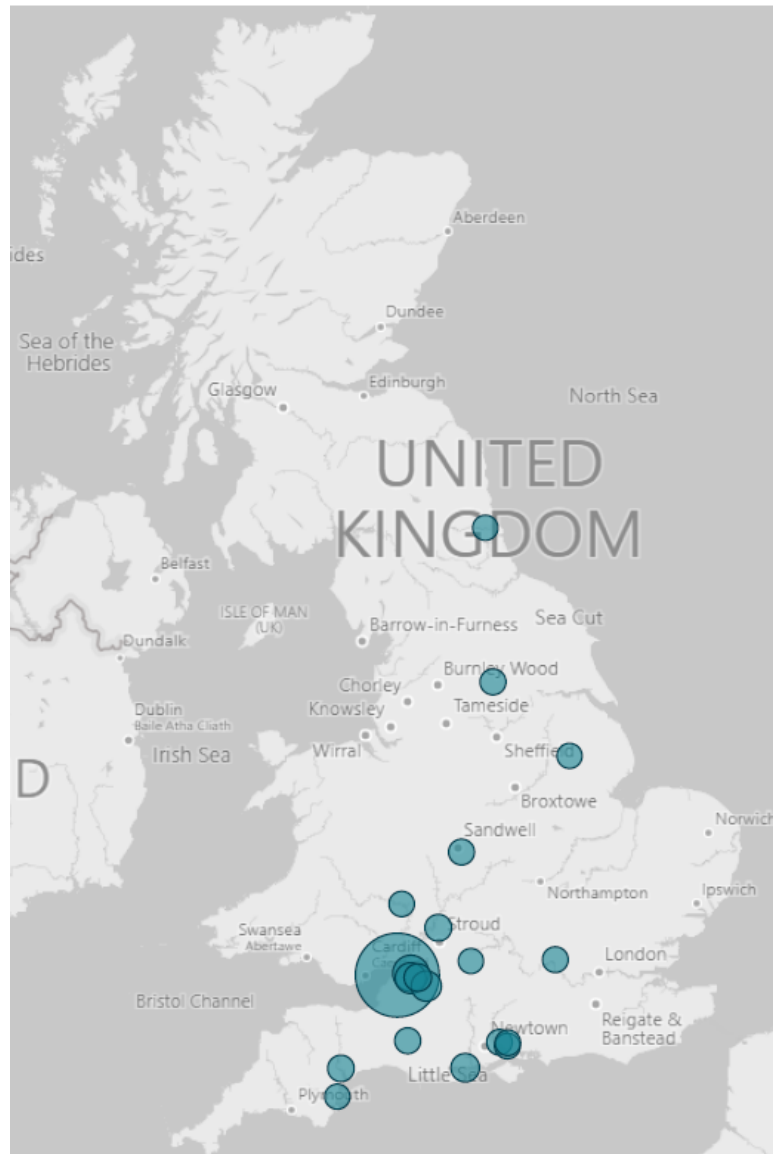 Aberdeen
ides
Dundee
Sea of the
Hebrides
Edinburgh
Glasgow
North Sea
UNITED
KINGDOM
Belfast
ISLE OF MAN
(UK)
Sea Cut
Barrow-in-Furness
Dundalk
Burnley Wood
Chorley
Tameside
Knowsley
Dublin
Baile Atha Cliath
Irish Sea
Wirral
Sheffield
D
Broxtowe
Norwich
Sandwell
Northampton
Ipswich
Swansea
Abertawe
Stroud
Cardiff
London
Bristol Channel
Reigate &
Banstead
Newtown
Little Sea
Plymouth